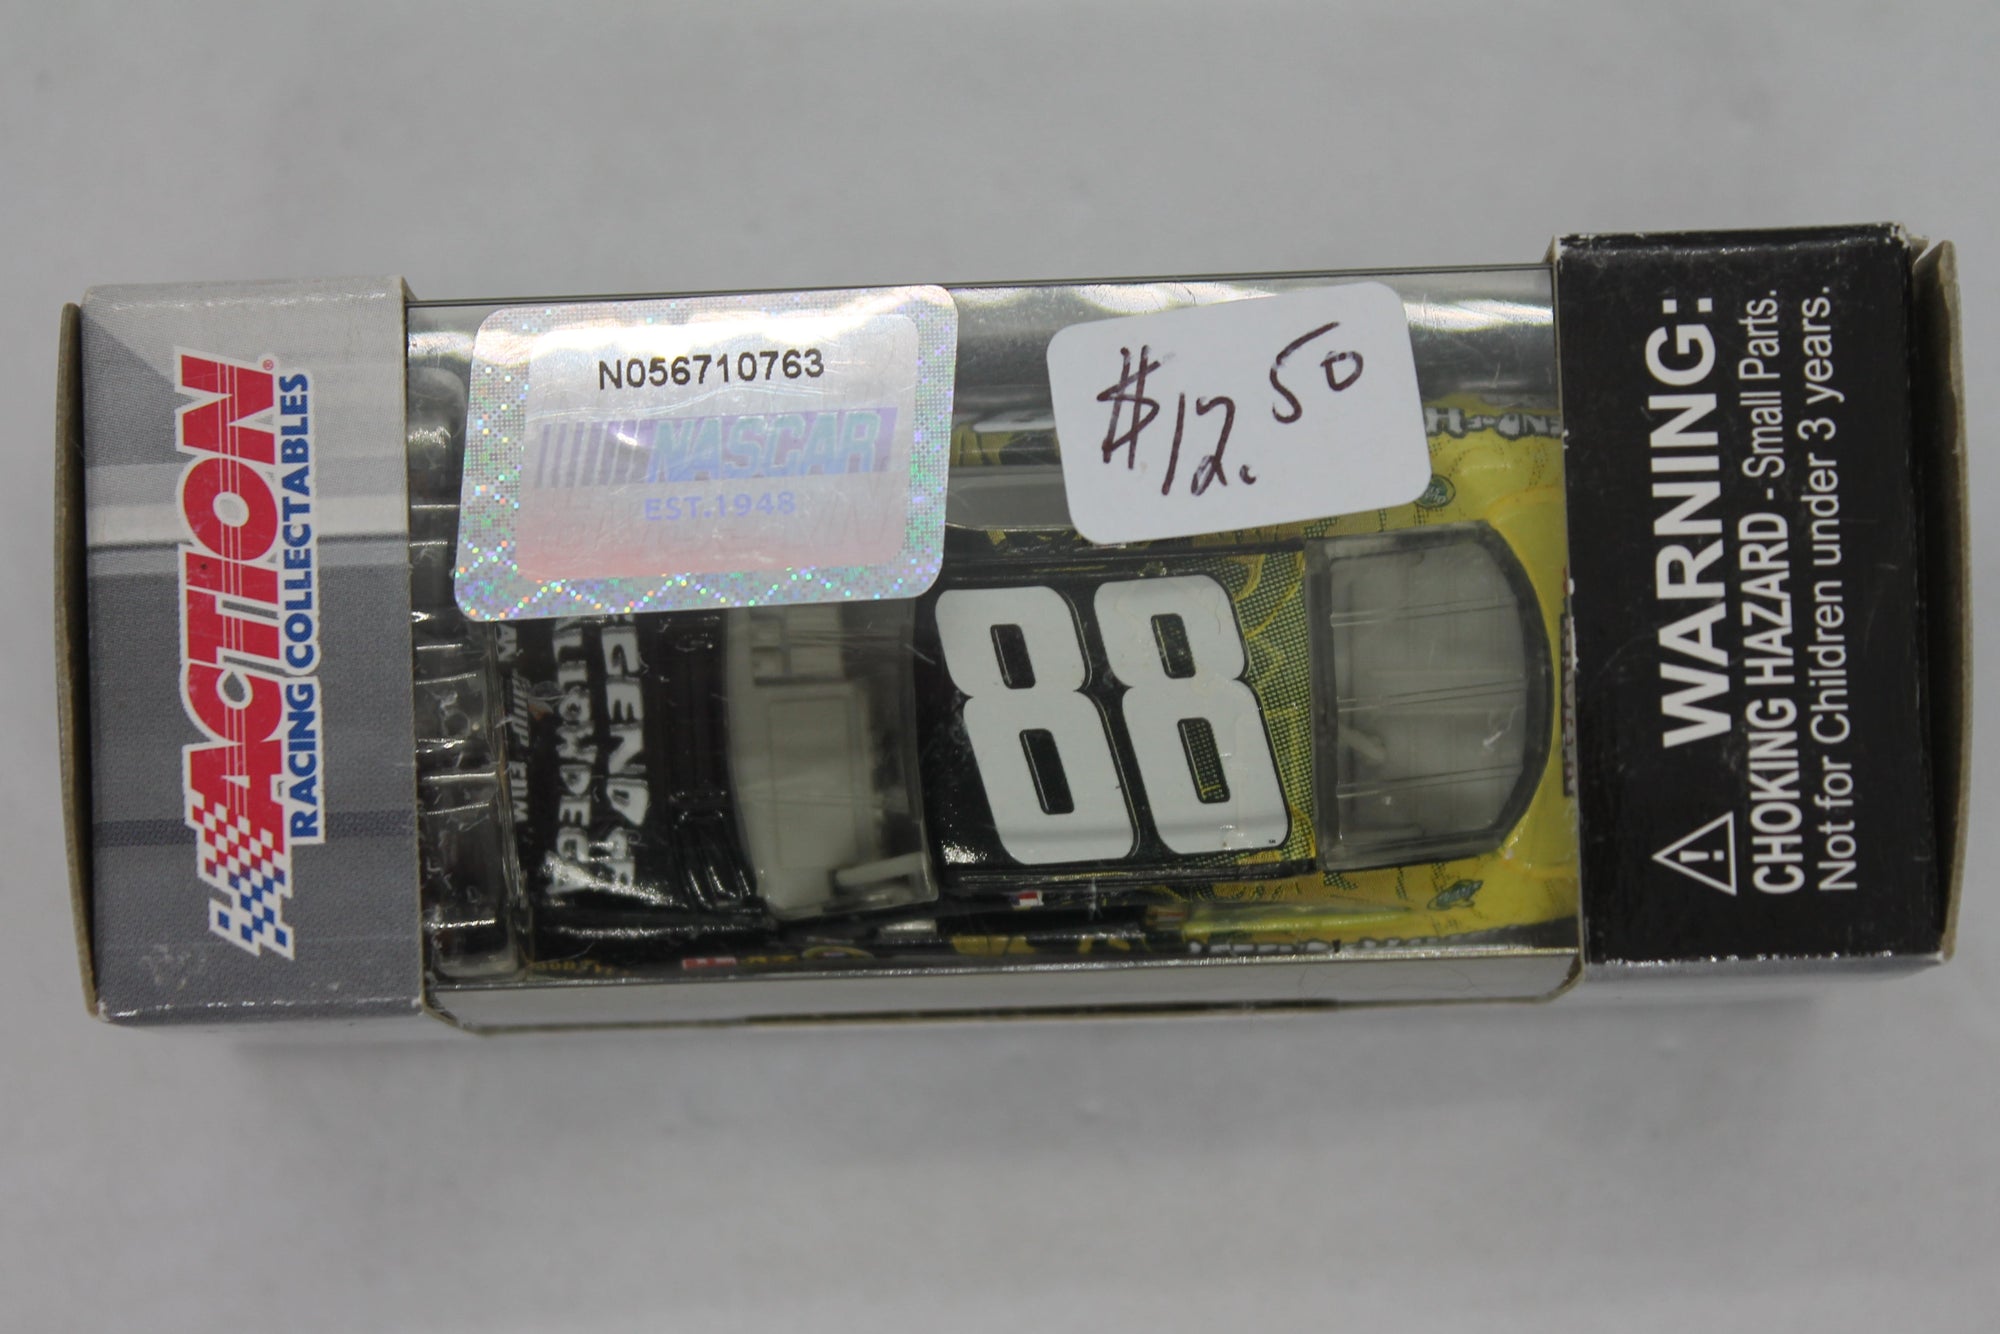 ACTION®
RACING COLLECTABLES
N056710763
NASCAR
EST.1948
$12.50
88
WARNING:
CHOKING HAZARD - Small Parts.
Not for Children under 3 years.